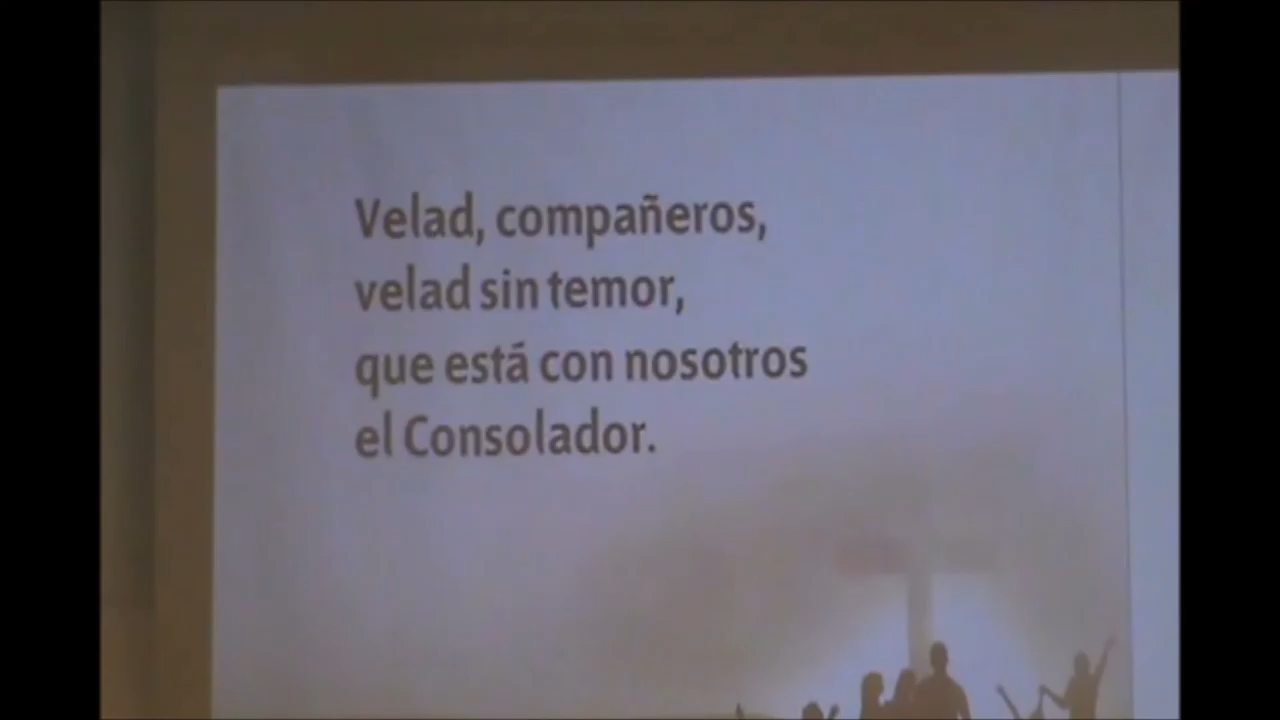 Velad, compañeros,
velad sin temor,
que está con nosotros
el Consolador.